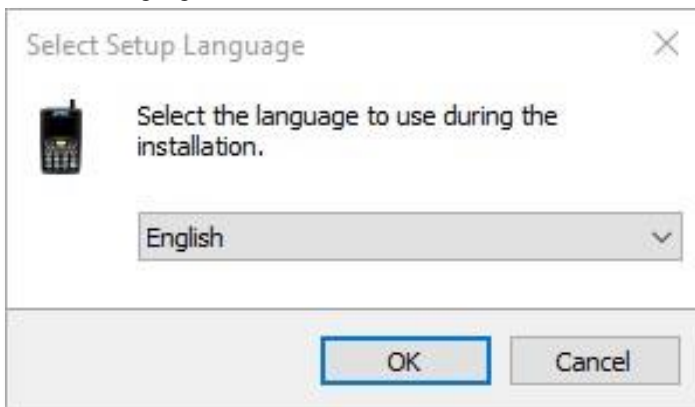 Select Setup Language
Select the language to use during the
installation.
English
OK
Cancel